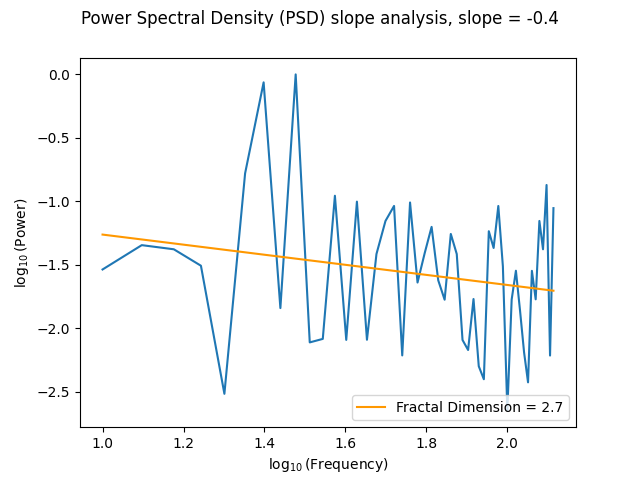 Power Spectral Density (PSD) slope analysis, slope = -0.4
0.0
−0.5
−1.0
−1.5
−2.0
−2.5
log10 (Power)
Fractal Dimension = 2.7
1.0 1.2 1.4 1.6 1.8 2.0
log10 (Frequency)